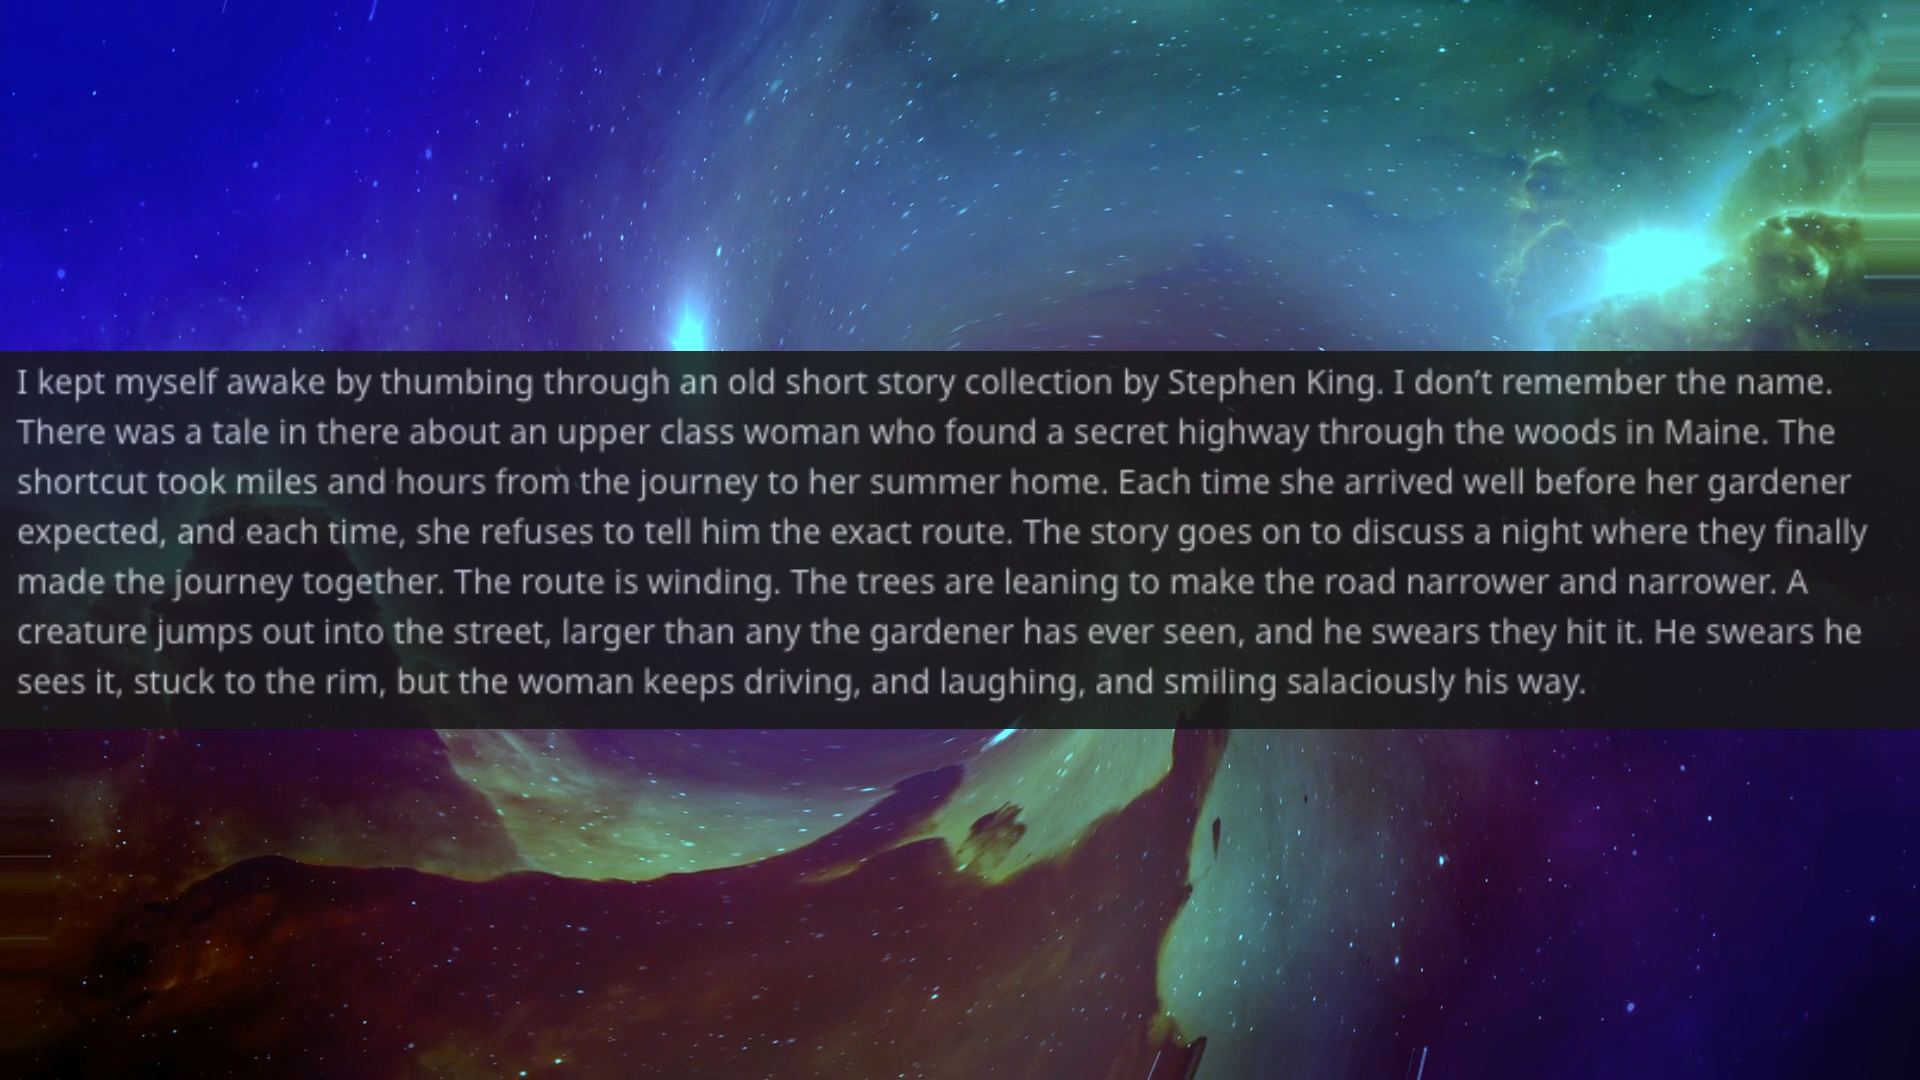 I kept myself awake by thumbing through an old short story collection by Stephen King. I don’t remember the name.
There was a tale in there about an upper class woman who found a secret highway through the woods in Maine. The
shortcut took miles and hours from the journey to her summer home. Each time she arrived well before her gardener
expected, and each time, she refuses to tell him the exact route. The story goes on to discuss a night where they finally
made the journey together. The route is winding. The trees are leaning to make the road narrower and narrower. A
creature jumps out into the street, larger than any the gardener has ever seen, and he swears they hit it. He swears he
sees it, stuck to the rim, but the woman keeps driving, and laughing, and smiling salaciously his way.